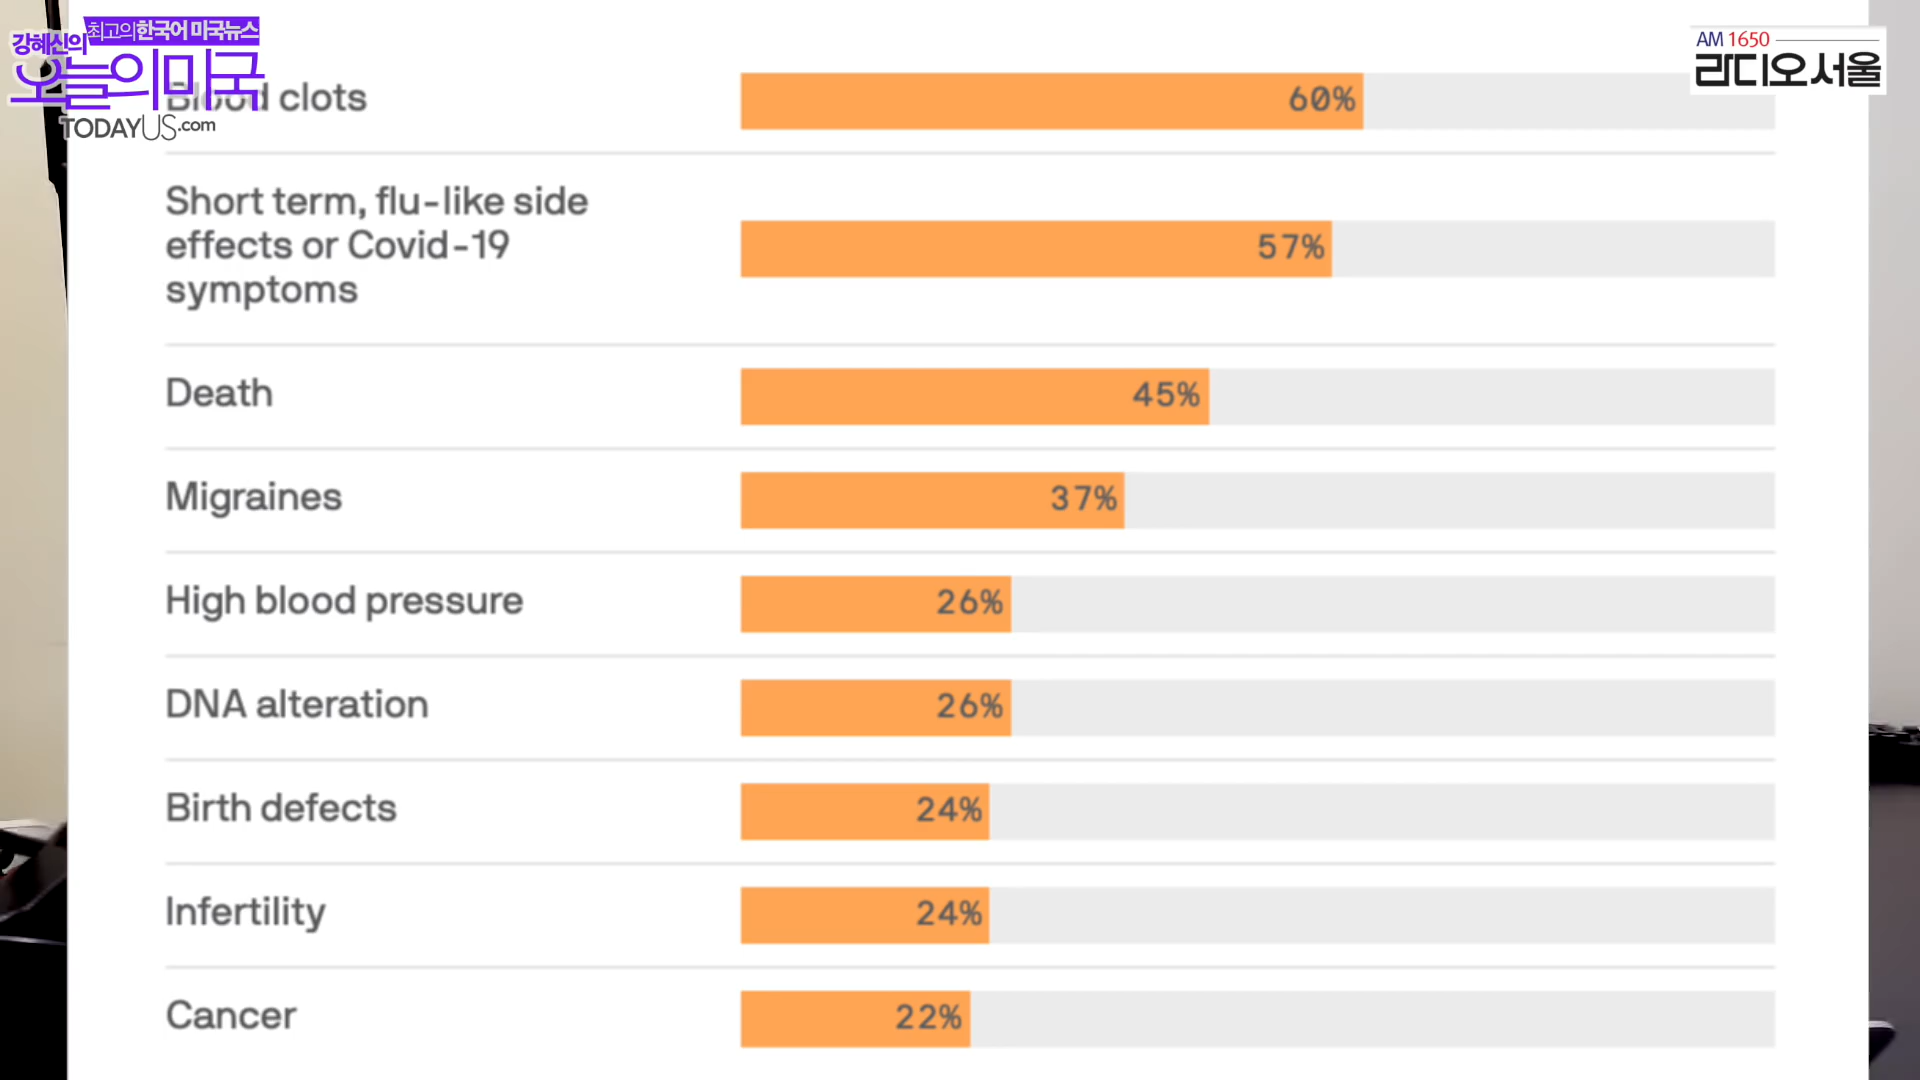 최고의한국어 미국뉴스
강혜신의
오늘의미국
TODAYUS.com
AM 1650
라디오서울
Blood clots
60%
Short term, flu-like side
effects or Covid-19
symptoms
57%
Death
45%
Migraines
37%
High blood pressure
26%
DNA alteration
26%
Birth defects
24%
Infertility
24%
Cancer
22%